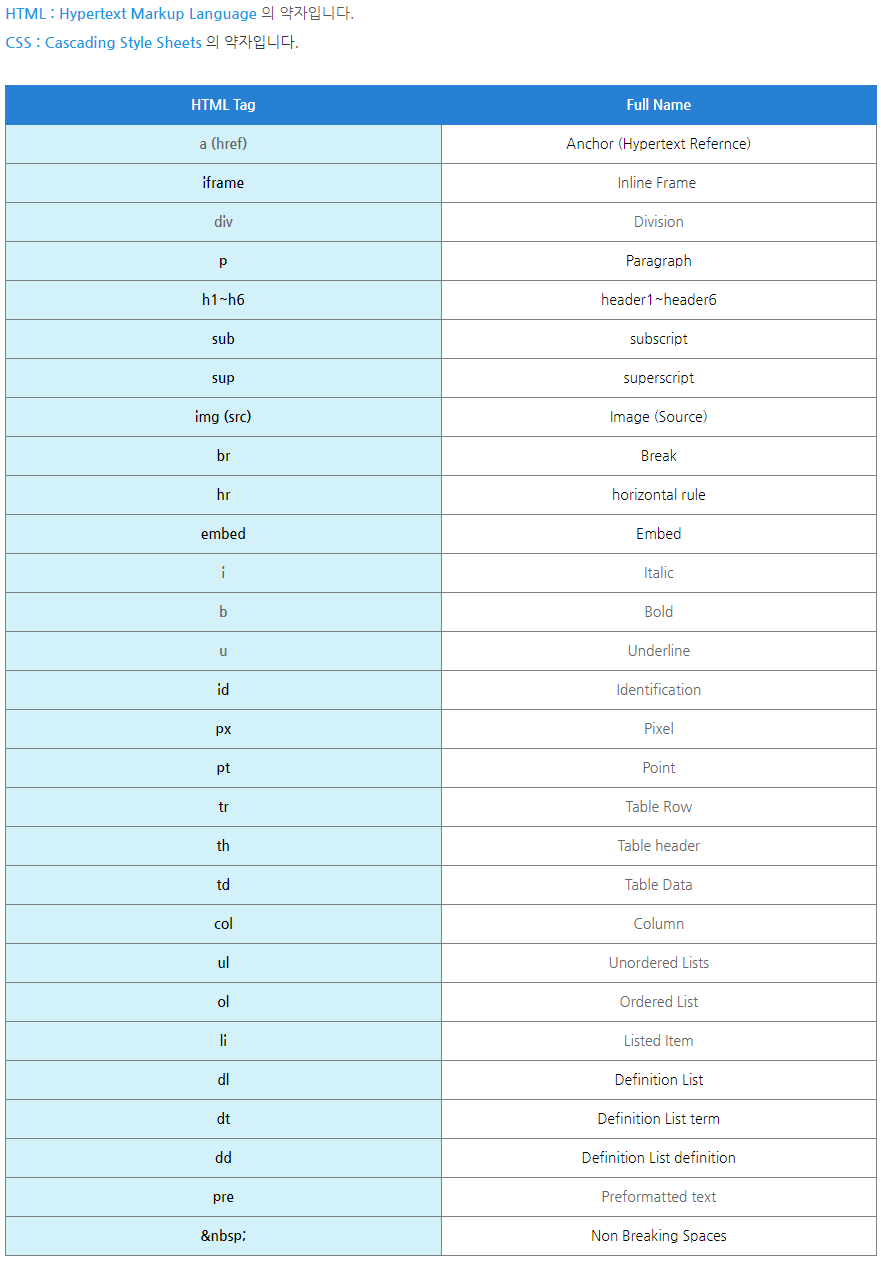 HTML : Hypertext Markup Language 의 약자입니다.
CSS : Cascading Style Sheets 의 약자입니다.
HTML Tag Full Name
a (href) Anchor (Hypertext Refernce)
iframe Inline Frame
div Division
p Paragraph
h1~h6 header1~header6
sub subscript
sup superscript
img (src) Image (Source)
br Break
hr horizontal rule
embed Embed
i Italic
b Bold
u Underline
id Identification
px Pixel
pt Point
tr Table Row
th Table header
td Table Data
col Column
ul Unordered Lists
ol Ordered List
li Listed Item
dl Definition List
dt Definition List term
dd Definition List definition
pre Preformatted text
&nbsp; Non Breaking Spaces